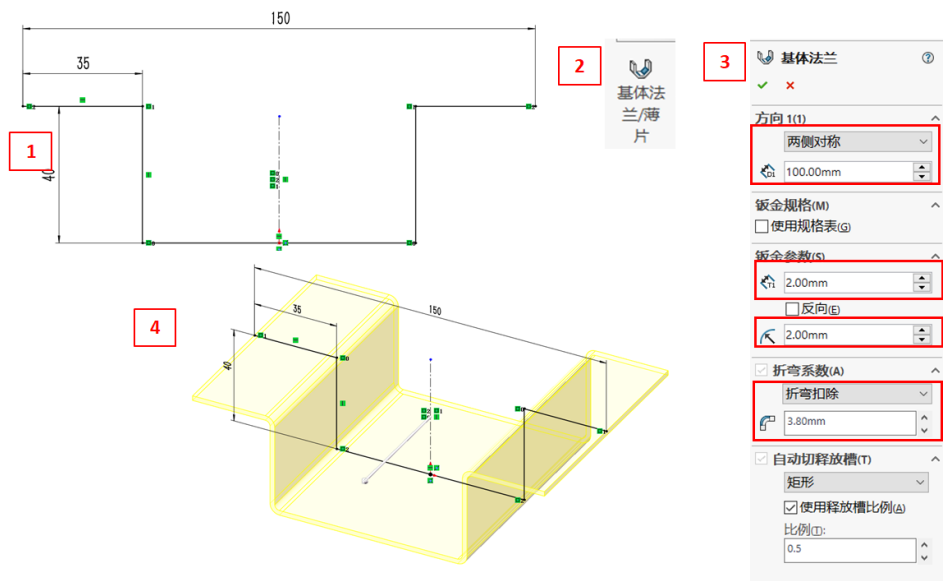 150
35
40
1
2
基体法
兰/薄
片
3
基体法兰
方向 1(1)
两侧对称
D1
100.00mm
钣金规格(M)
使用规格表(G)
钣金参数(S)
T1
2.00mm
反向(E)
2.00mm
折弯系数(A)
折弯扣除
3.80mm
自动切释放槽(T)
矩形
使用释放槽比例(A)
比例(T):
0.5
4
150
35
40